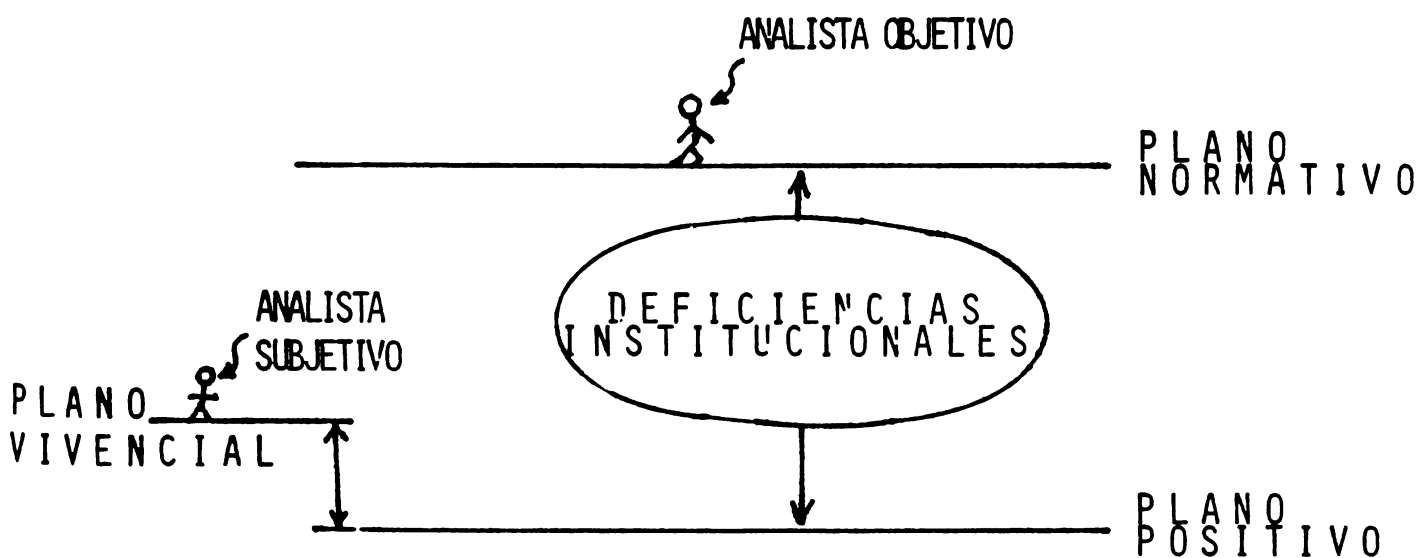 ANALISTA OBJETIVO
PLANO
NORMATIVO
DEFICIENCIAS
INSTITUCIONALES
ANALISTA
SUBJETIVO
PLANO
VIVENCIAL
PLANO
POSITIVO